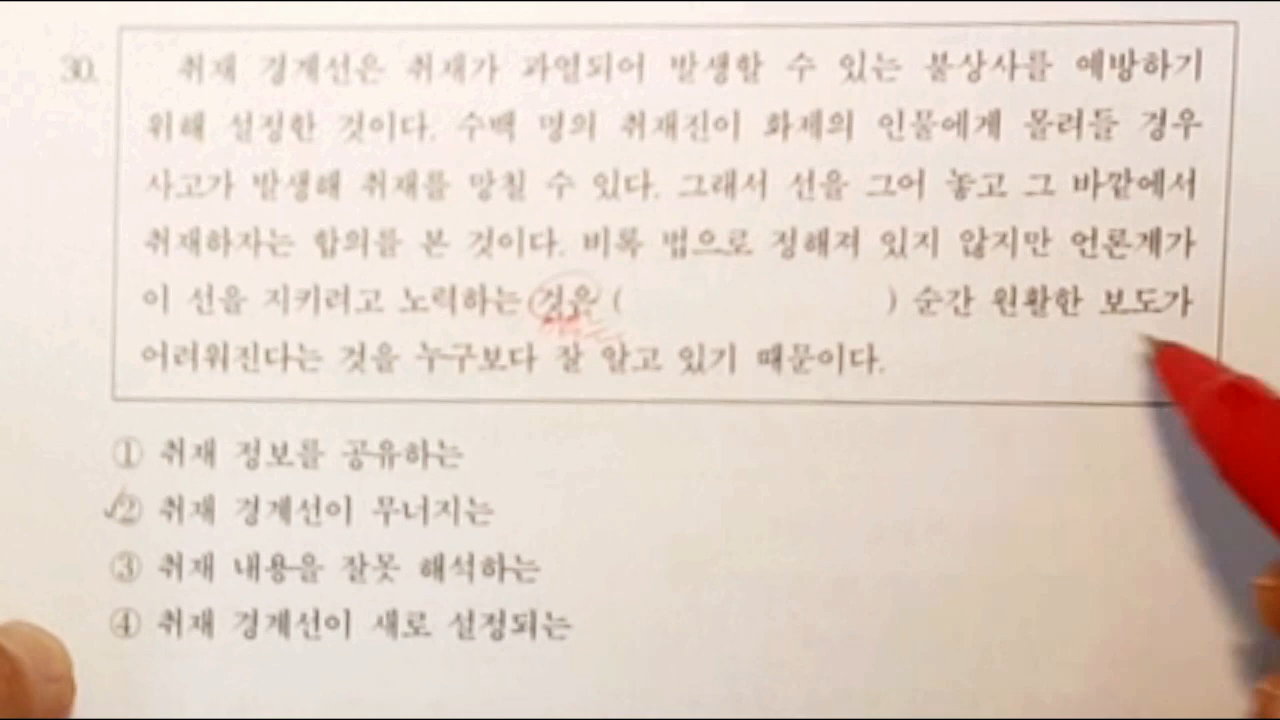 30. 취재 경계선은 취재가 과열되어 발생할 수 있는 불상사를 예방하기
위해 설정한 것이다. 수백 명의 취재진이 화제의 인물에게 몰려들 경우
사고가 발생해 취재를 망칠 수 있다. 그래서 선을 그어 놓고 그 바깥에서
취재하자는 합의를 본 것이다. 비록 법으로 정해져 있지 않지만 언론계가
이 선을 지키려고 노력하는 것은 ( ) 순간 원활한 보도가
어려워진다는 것을 누구보다 잘 알고 있기 때문이다.
① 취재 정보를 공유하는
② 취재 경계선이 무너지는
③ 취재 내용을 잘못 해석하는
④ 취재 경계선이 새로 설정되는